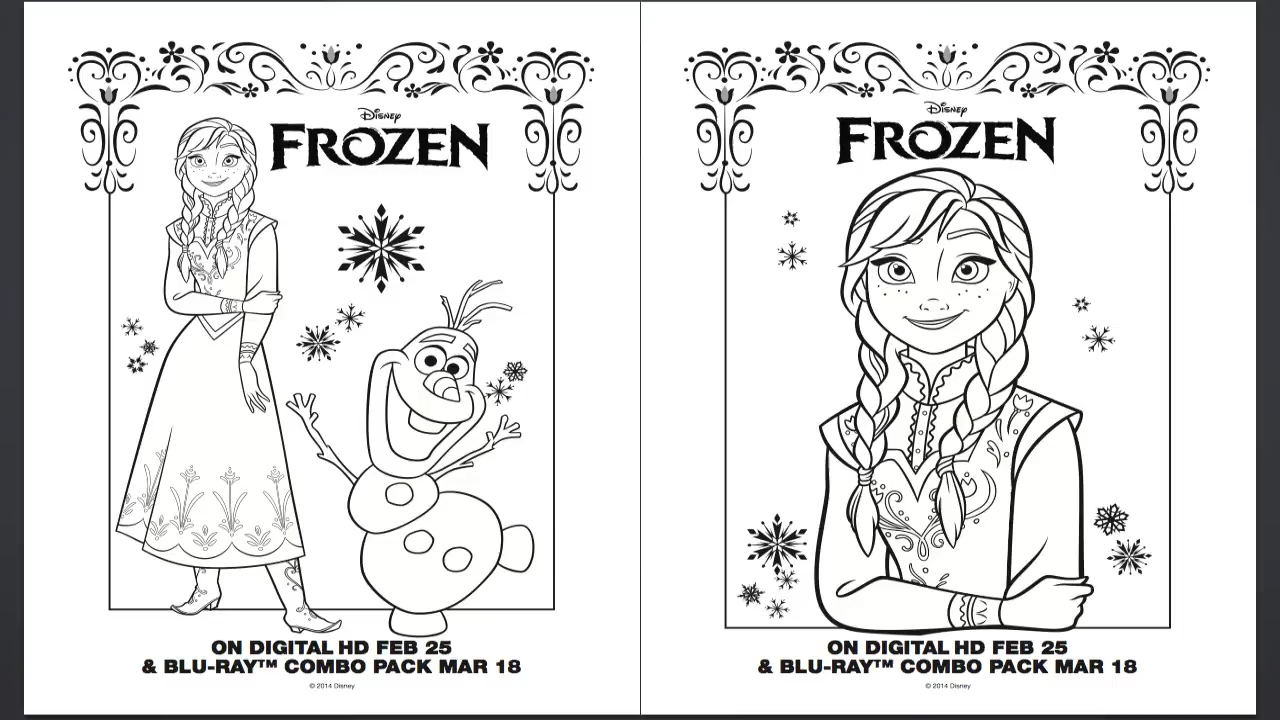 DISNEY
FROZEN
ON DIGITAL HD FEB 25
& BLU-RAY™ COMBO PACK MAR 18
© 2014 Disney
DISNEY
FROZEN
ON DIGITAL HD FEB 25
& BLU-RAY™ COMBO PACK MAR 18
© 2014 Disney